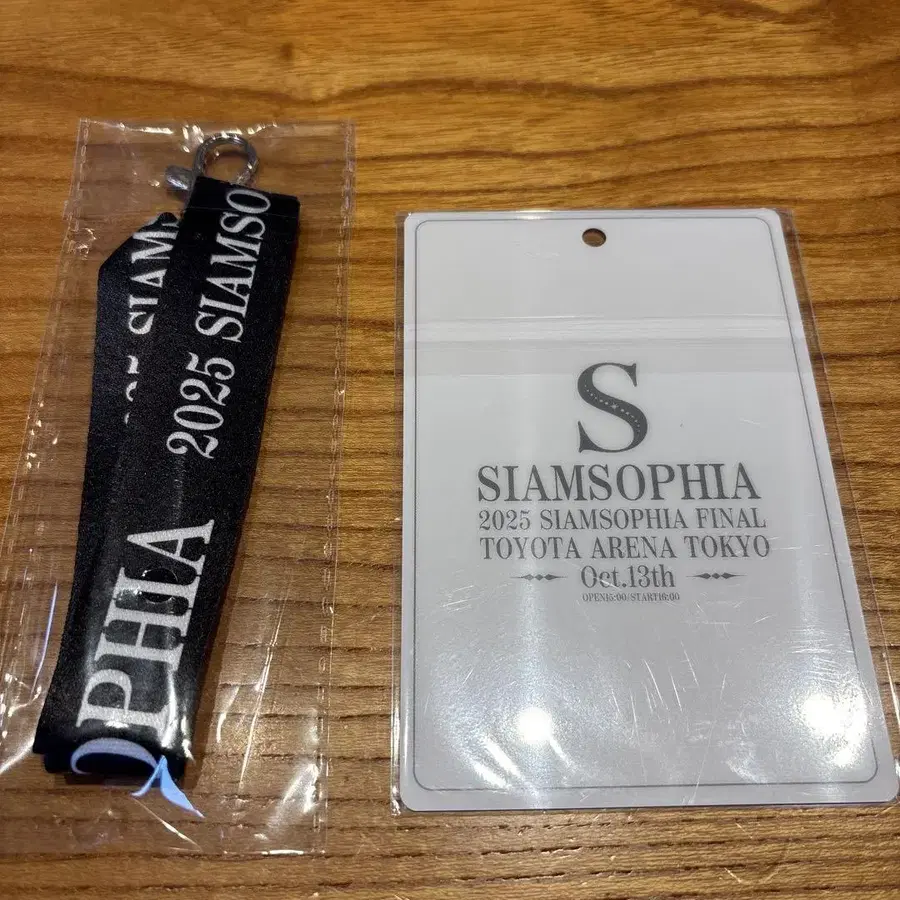 2025 SIAMSO
SIAMS
PHIA
S
SIAMSOPHIA
2025 SIAMSOPHIA FINAL
TOYOTA ARENA TOKYO
Oct.13th
OPEN15:00/START16:00